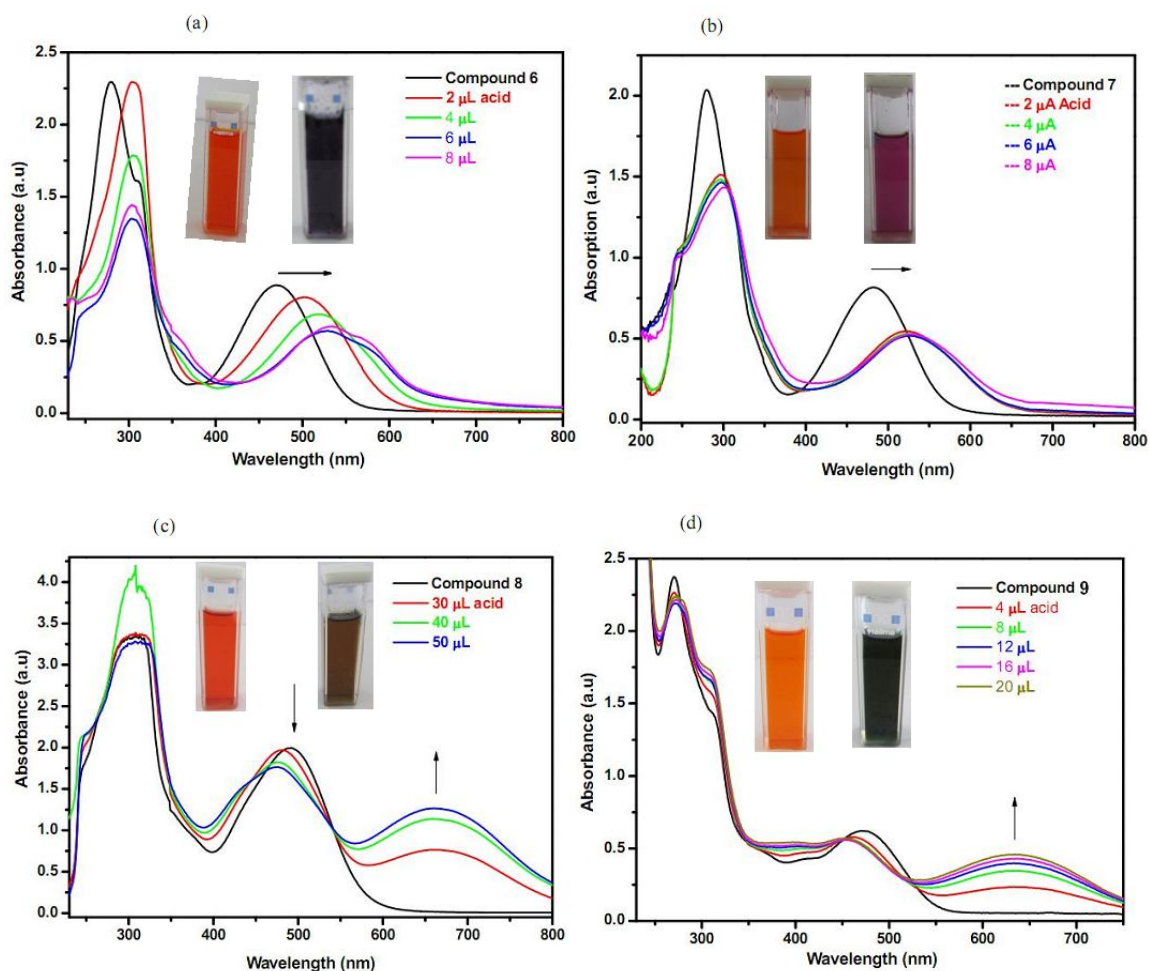 (a)
2.5
2.0
1.5
1.0
0.5
0.0
Absorbance (a.u)
Compound 6
2 μL acid
4 μL
6 μL
8 μL
300 400 500 600 700 800
Wavelength (nm)
(b)
2.0
1.5
1.0
0.5
0.0
Absorption (a.u)
Compound 7
2 μA Acid
4 μA
6 μA
8 μA
200 300 400 500 600 700 800
Wavelength (nm)
(c)
4.0
3.5
3.0
2.5
2.0
1.5
1.0
0.5
0.0
Absorbance (a.u)
Compound 8
30 μL acid
40 μL
50 μL
300 400 500 600 700 800
Wavelength (nm)
(d)
2.5
2.0
1.5
1.0
0.5
0.0
Absorbance (a.u)
Compound 9
4 μL acid
8 μL
12 μL
16 μL
20 μL
300 400 500 600 700
Wavelength (nm)